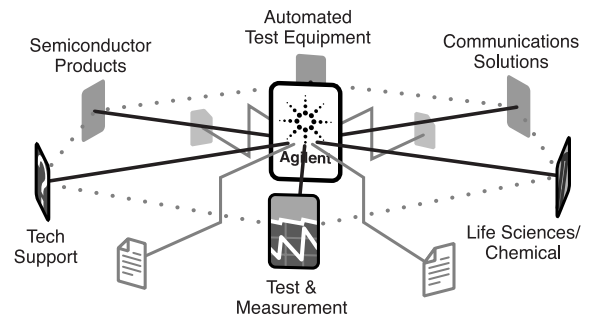 Automated
Test Equipment
Semiconductor
Products
Communications
Solutions
Agilent
Tech
Support
Life Sciences/
Chemical
Test &
Measurement